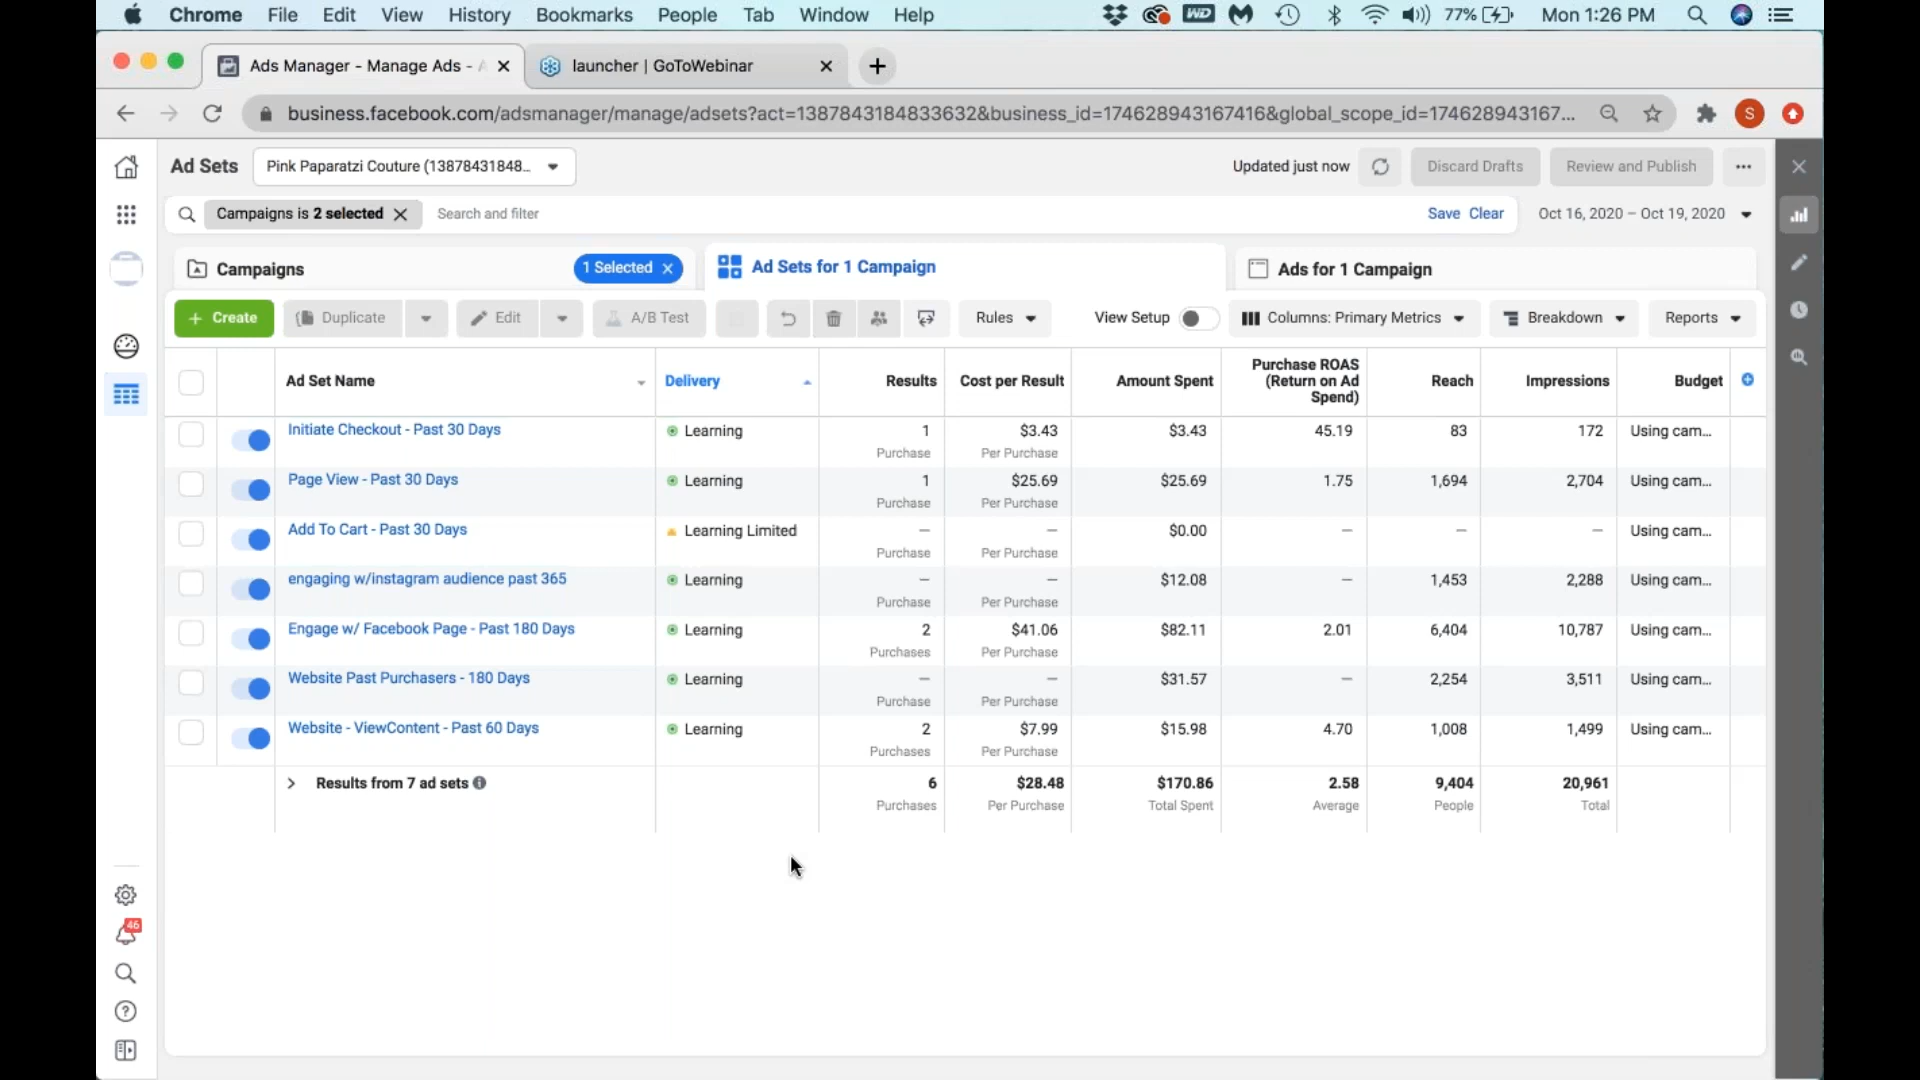 Chrome File Edit View History Bookmarks People Tab Window Help WD 77% Mon 1:26 PM
Ads Manager - Manage Ads - launcher | GoToWebinar
business.facebook.com/adsmanager/manage/adsets?act=1387843184833632&business_id=174628943167416&global_scope_id=174628943167... S
Ad Sets Pink Paparatzi Couture (13878431848... Updated just now Discard Drafts Review and Publish
Campaigns is 2 selected Search and filter Save Clear Oct 16, 2020 – Oct 19, 2020
Campaigns 1 Selected Ad Sets for 1 Campaign Ads for 1 Campaign
+ Create Duplicate Edit A/B Test Rules View Setup Columns: Primary Metrics Breakdown Reports
Ad Set Name Delivery Results Cost per Result Amount Spent Purchase ROAS (Return on Ad Spend) Reach Impressions Budget
Initiate Checkout - Past 30 Days Learning 1 $3.43 $3.43 45.19 83 172 Using cam...
Purchase Per Purchase
Page View - Past 30 Days Learning 1 $25.69 $25.69 1.75 1,694 2,704 Using cam...
Purchase Per Purchase
Add To Cart - Past 30 Days Learning Limited — — $0.00 — — — Using cam...
Purchase Per Purchase
engaging w/instagram audience past 365 Learning — — $12.08 — 1,453 2,288 Using cam...
Purchase Per Purchase
Engage w/ Facebook Page - Past 180 Days Learning 2 $41.06 $82.11 2.01 6,404 10,787 Using cam...
Purchases Per Purchase
Website Past Purchasers - 180 Days Learning — — $31.57 — 2,254 3,511 Using cam...
Purchase Per Purchase
Website - ViewContent - Past 60 Days Learning 2 $7.99 $15.98 4.70 1,008 1,499 Using cam...
Purchases Per Purchase
Results from 7 ad sets 6 $28.48 $170.86 2.58 9,404 20,961
Purchases Per Purchase Total Spent Average People Total
46